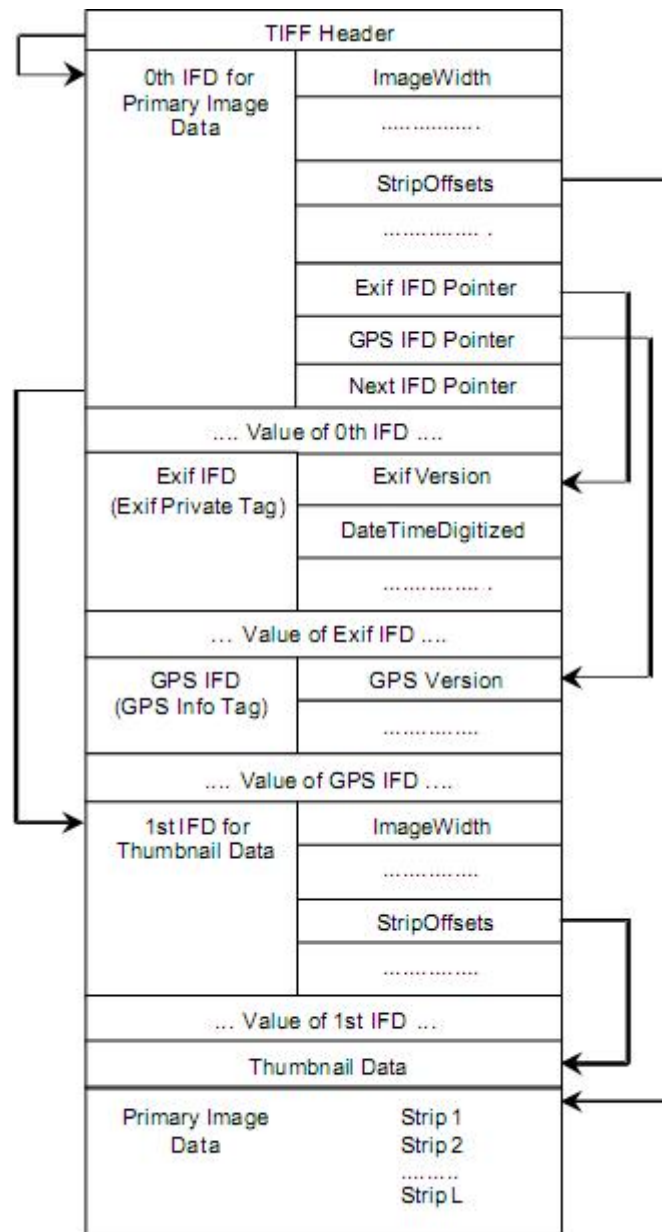 TIFF Header
0th IFD for
Primary Image
Data
ImageWidth
...............
StripOffsets
................ .
Exif IFD Pointer
GPS IFD Pointer
Next IFD Pointer
.... Value of 0th IFD ....
Exif IFD
(Exif Private Tag)
Exif Version
DateTimeDigitized
................ .
... Value of Exif IFD ....
GPS IFD
(GPS Info Tag)
GPS Version
...............
.... Value of GPS IFD ....
1st IFD for
Thumbnail Data
ImageWidth
...............
StripOffsets
...............
... Value of 1st IFD ...
Thumbnail Data
Primary Image
Data
Strip 1
Strip 2
.........
Strip L